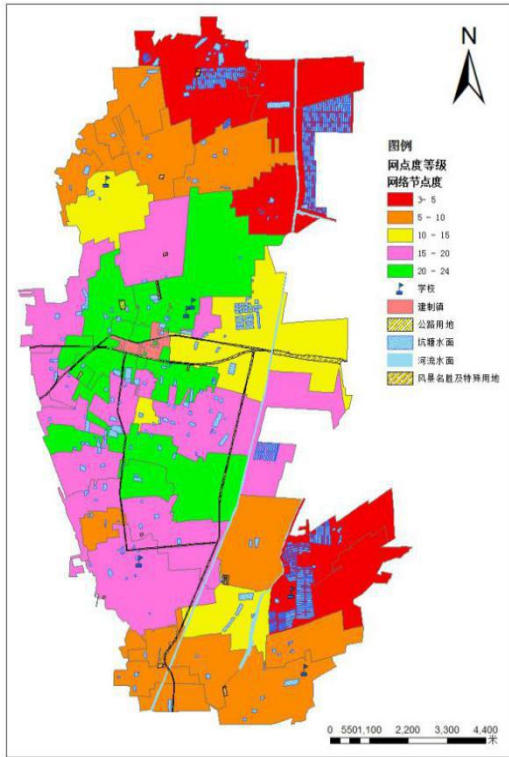 N
图例
网点度等级
网络节点度
3- 5
5 - 10
10 - 15
15 - 20
20 - 24
学校
建制镇
公路用地
坑塘水面
河流水面
风景名胜及特殊用地
0 5501,100 2,200 3,300 4,400
米